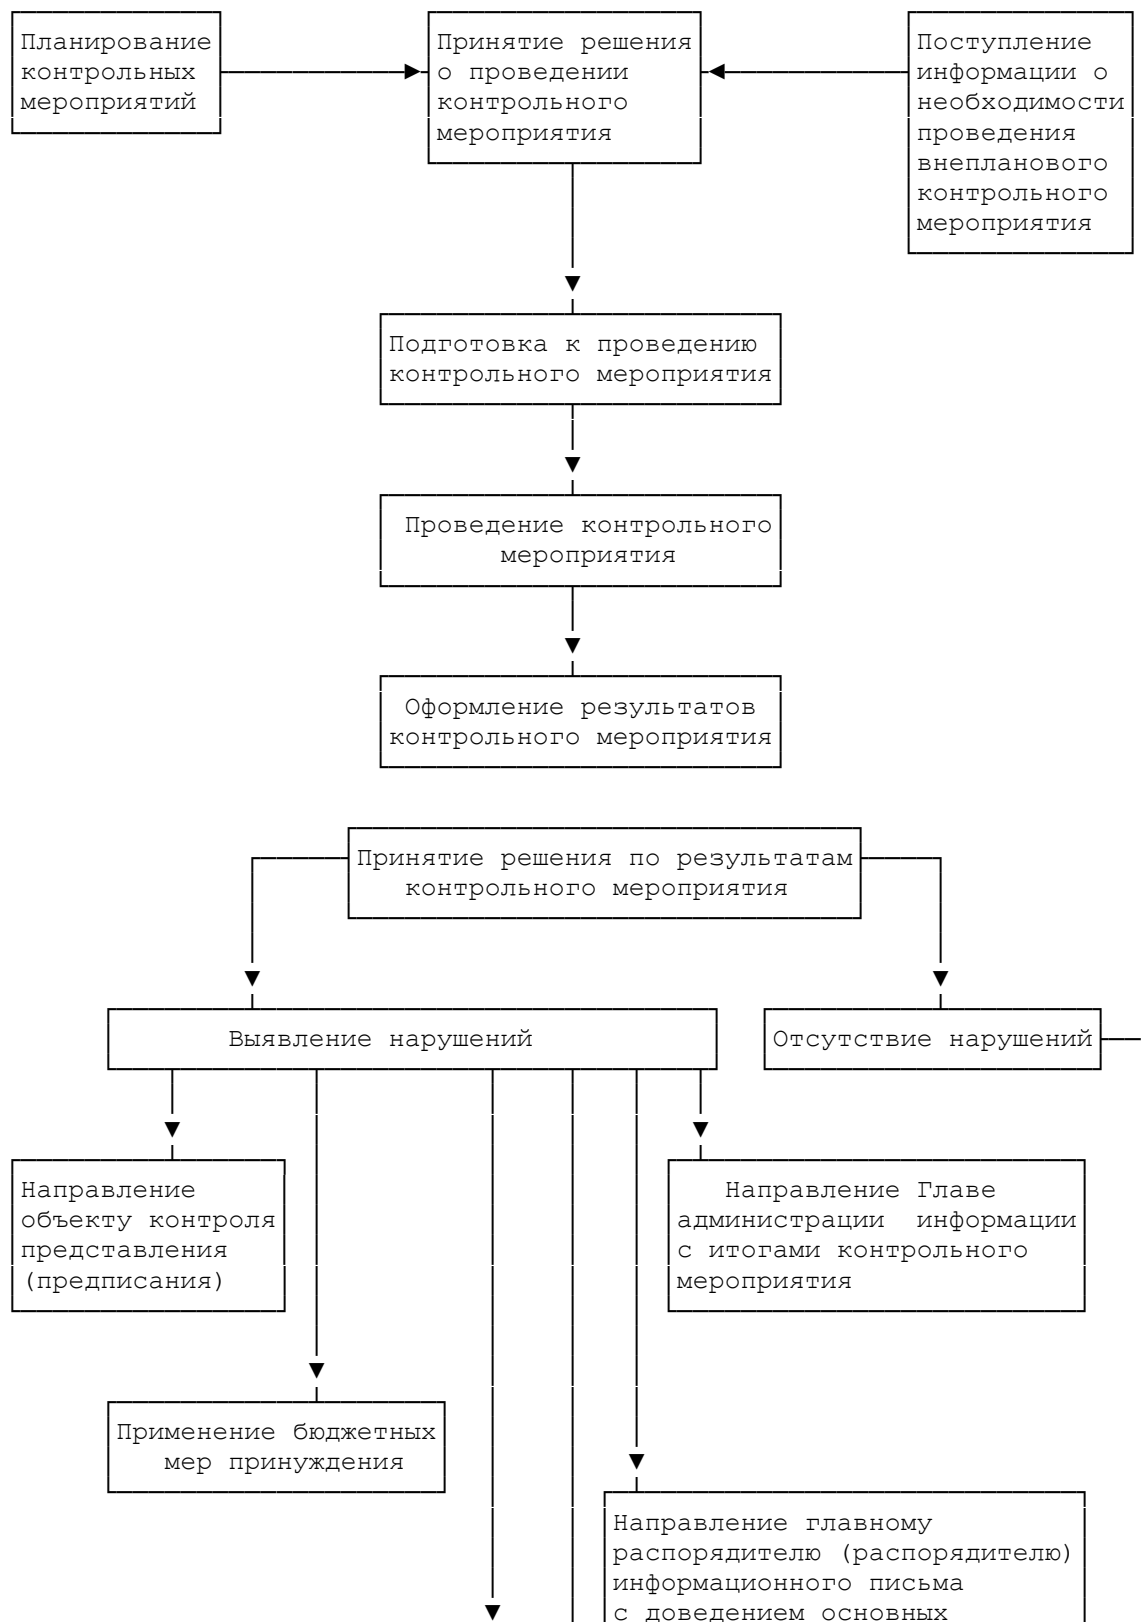 Планирование
контрольных
мероприятий
Принятие решения
о проведении
контрольного
мероприятия
Поступление
информации о
необходимости
проведения
внепланового
контрольного
мероприятия
Подготовка к проведению
контрольного мероприятия
Проведение контрольного
мероприятия
Оформление результатов
контрольного мероприятия
Принятие решения по результатам
контрольного мероприятия
Выявление нарушений
Отсутствие нарушений
Направление
объекту контроля
представления
(предписания)
Направление Главе
администрации информации
с итогами контрольного
мероприятия
Применение бюджетных
мер принуждения
Направление главному
распорядителю (распорядителю)
информационного письма
с доведением основных